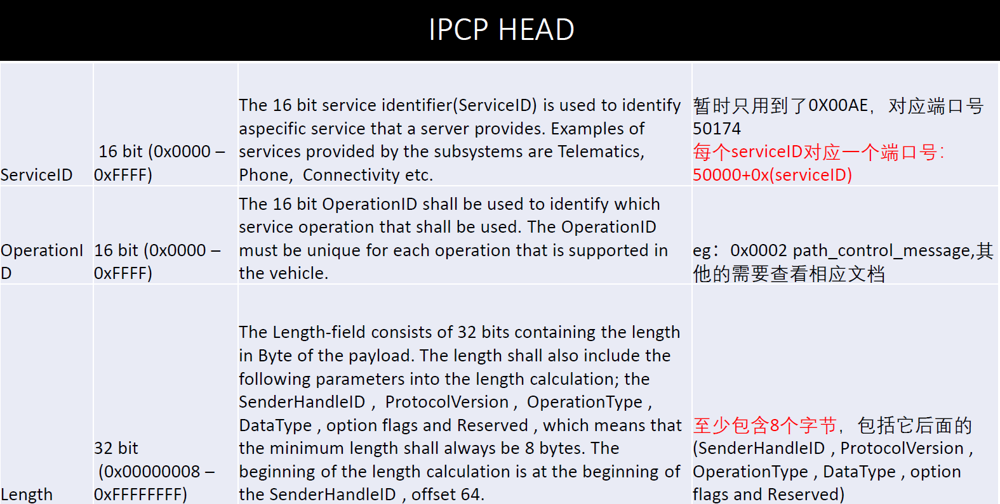 IPCP HEAD
ServiceID
16 bit (0x0000 –
0xFFFF)
The 16 bit service identifier(ServiceID) is used to identify
aspecific service that a server provides. Examples of
services provided by the subsystems are Telematics,
Phone, Connectivity etc.
暂时只用到了0X00AE，对应端口号
50174
每个serviceID对应一个端口号：
50000+0x(serviceID)
OperationI
D
16 bit (0x0000 –
0xFFFF)
The 16 bit OperationID shall be used to identify which
service operation that shall be used. The OperationID
must be unique for each operation that is supported in
the vehicle.
eg：0x0002 path_control_message,其
他的需要查看相应文档
Length
32 bit
(0x00000008 –
0xFFFFFFFF)
The Length-field consists of 32 bits containing the length
in Byte of the payload. The length shall also include the
following parameters into the length calculation; the
SenderHandleID , ProtocolVersion , OperationType ,
DataType , option flags and Reserved , which means that
the minimum length shall always be 8 bytes. The
beginning of the length calculation is at the beginning of
the SenderHandleID , offset 64.
至少包含8个字节，包括它后面的
(SenderHandleID , ProtocolVersion ,
OperationType , DataType , option
flags and Reserved)